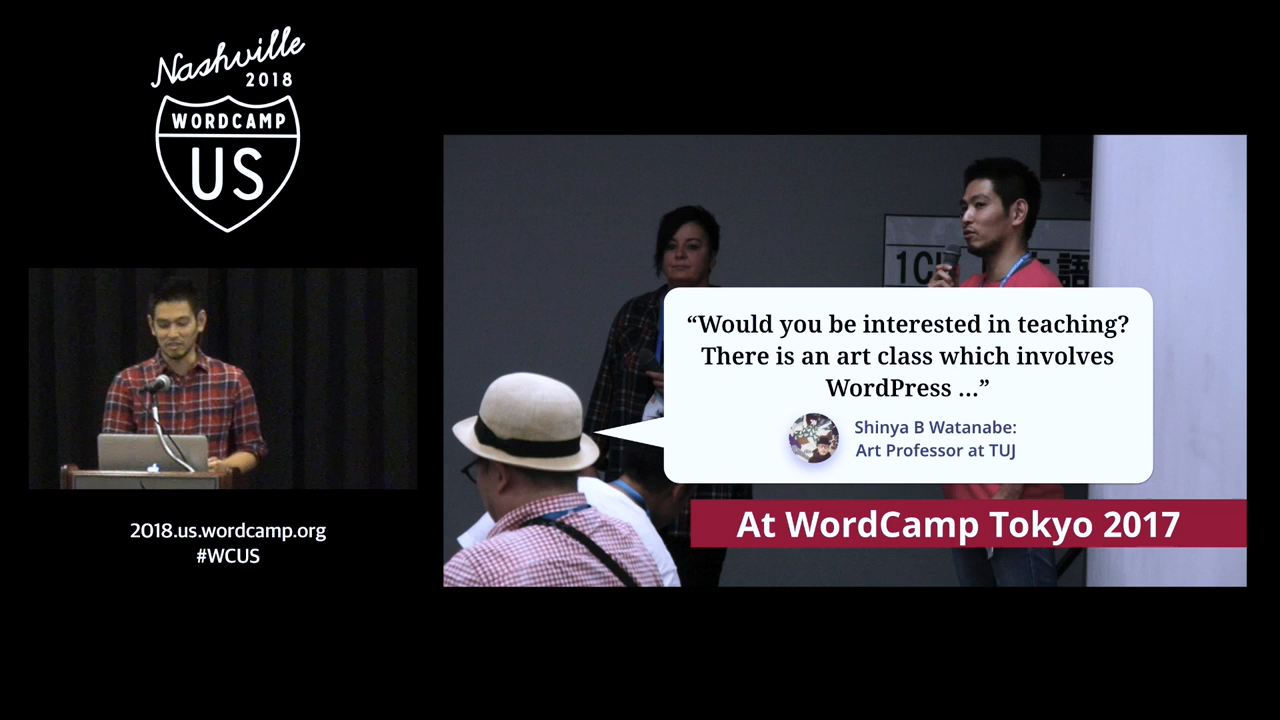 Nashville
2018
WORDCAMP
US
2018.us.wordcamp.org
#WCUS
“Would you be interested in teaching?
There is an art class which involves
WordPress ...”
Shinya B Watanabe:
Art Professor at TUJ
At WordCamp Tokyo 2017